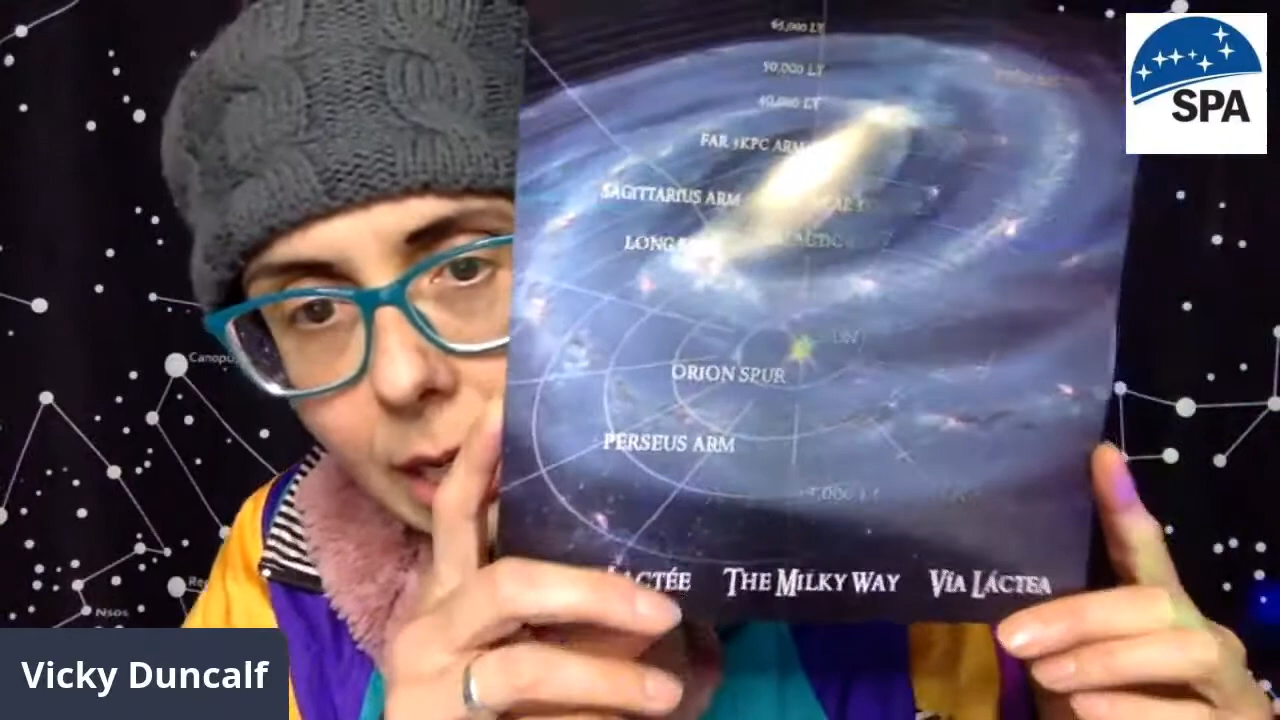 SPA
65,000 LY
50,000 LY
40,000 LY
FAR 3KPC ARM
SAGITTARIUS ARM
ORION SPUR
PERSEUS ARM
THE MILKY WAY VÍA LÁCTEA
Canopus
Vicky Duncalf